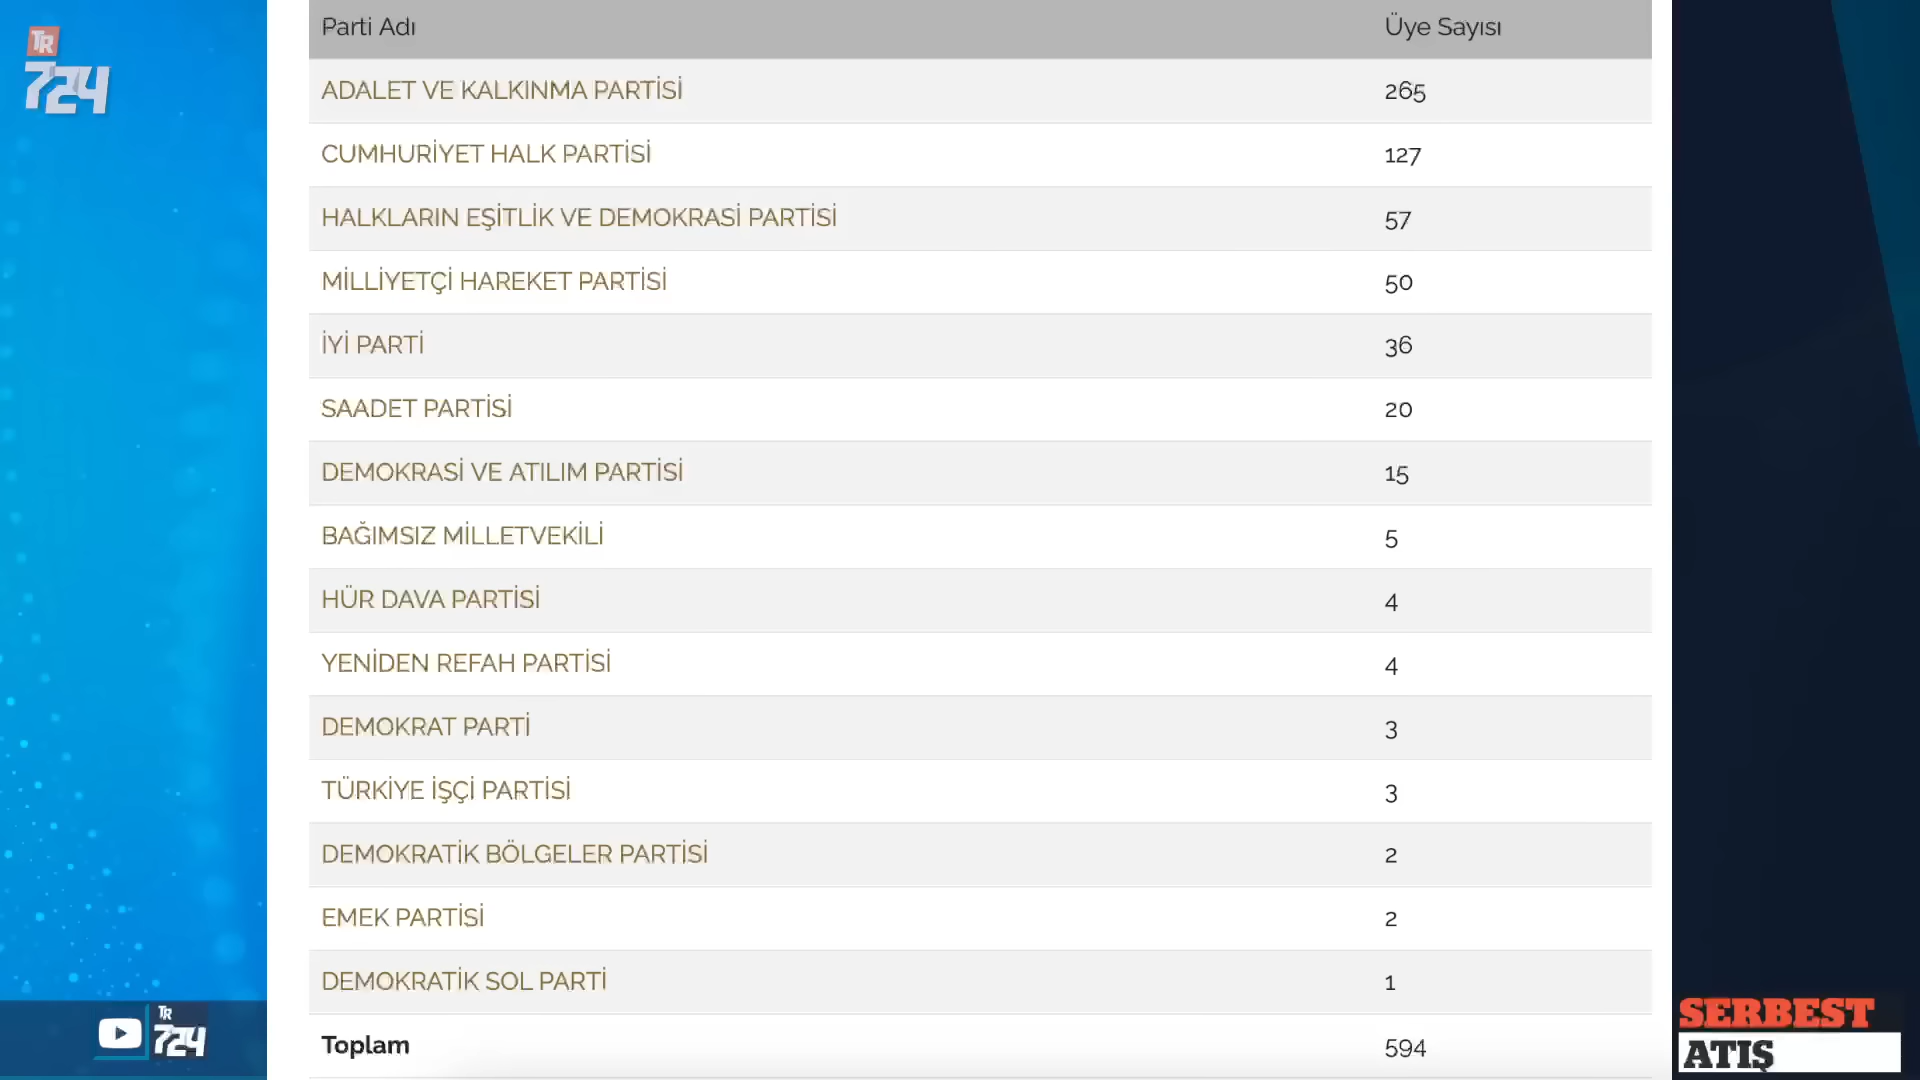 TR
724
Parti Adı Üye Sayısı
ADALET VE KALKINMA PARTİSİ 265
CUMHURİYET HALK PARTİSİ 127
HALKLARIN EŞİTLİK VE DEMOKRASİ PARTİSİ 57
MİLLİYETÇİ HAREKET PARTİSİ 50
İYİ PARTİ 36
SAADET PARTİSİ 20
DEMOKRASİ VE ATILIM PARTİSİ 15
BAĞIMSIZ MİLLETVEKİLİ 5
HÜR DAVA PARTİSİ 4
YENİDEN REFAH PARTİSİ 4
DEMOKRAT PARTİ 3
TÜRKİYE İŞÇİ PARTİSİ 3
DEMOKRATİK BÖLGELER PARTİSİ 2
EMEK PARTİSİ 2
DEMOKRATİK SOL PARTİ 1
Toplam 594
TR
724
SERBEST
ATIŞ